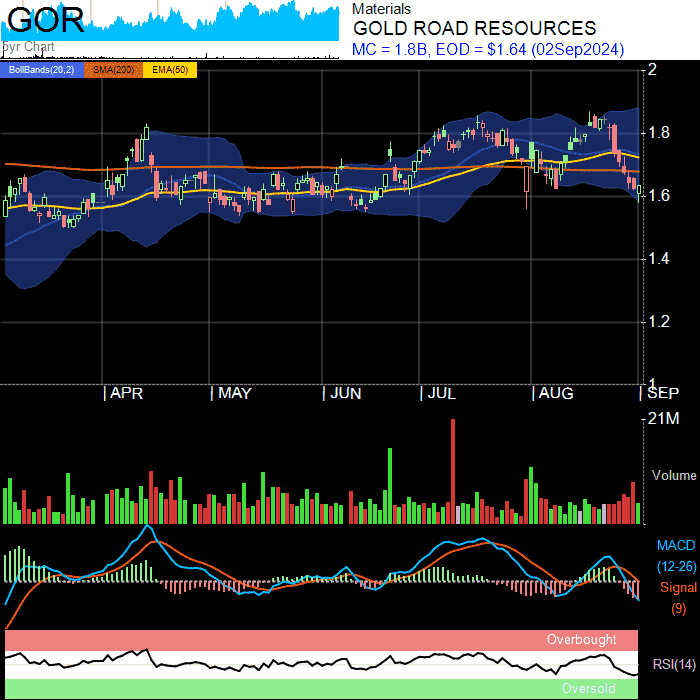 GOR
5yr Chart
Materials
GOLD ROAD RESOURCES
MC = 1.8B, EOD = $1.64 (02Sep2024)
BollBands(20,2) SMA(200) EMA(50)
2
1.8
1.6
1.4
1.2
1
APR MAY JUN JUL AUG SEP
21M
Volume
MACD
(12-26)
Signal
(9)
Overbought
RSI(14)
Oversold